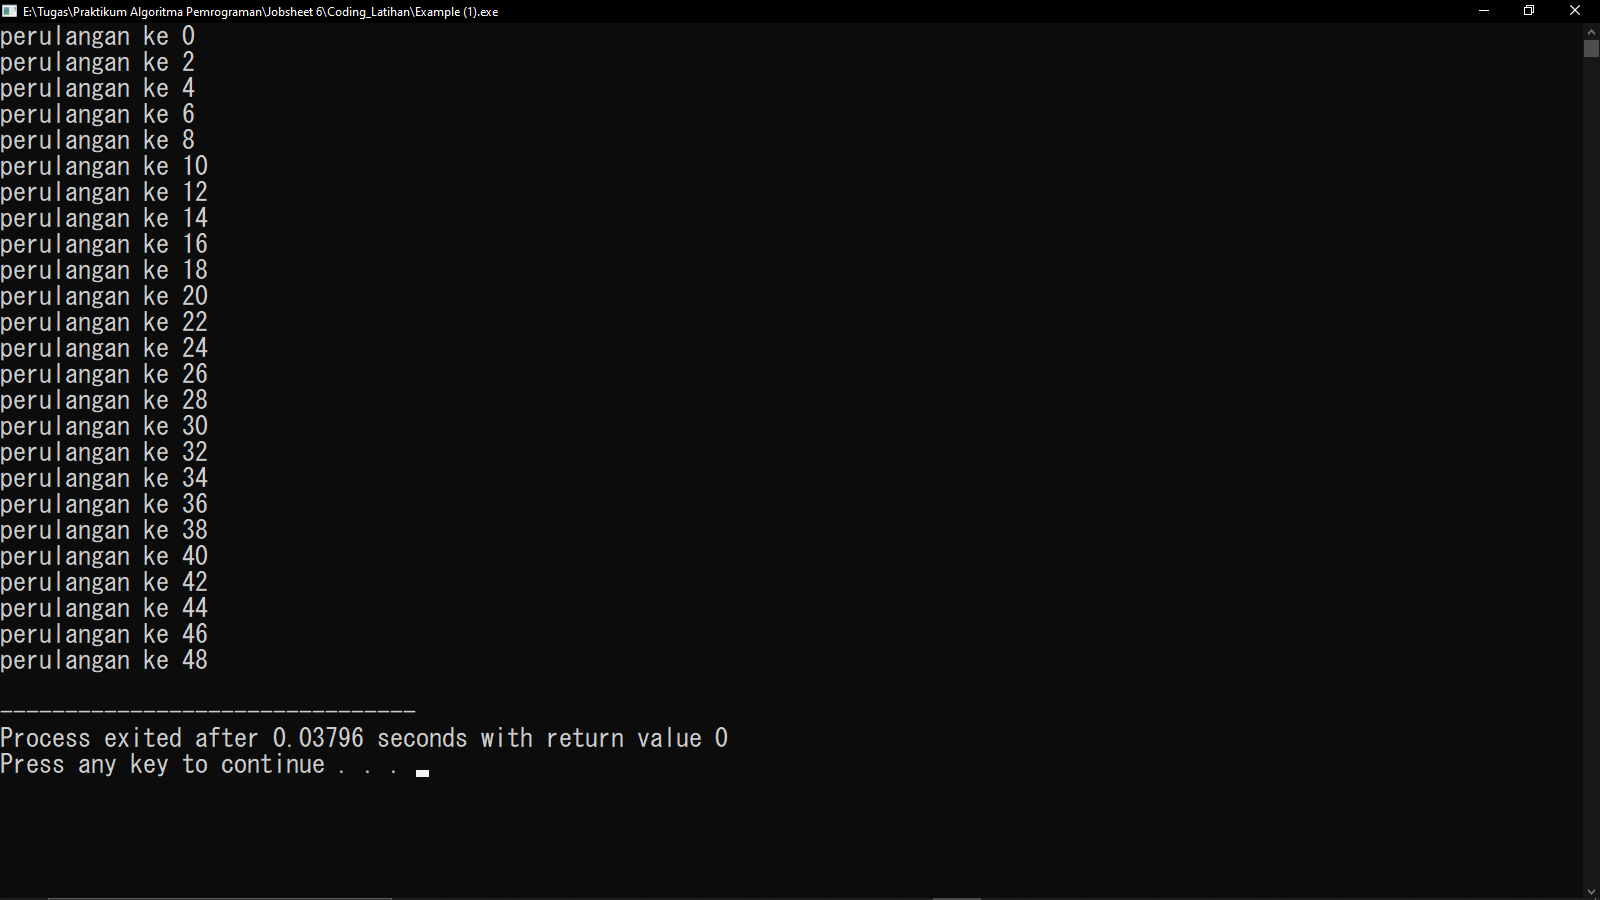 E:\Tugas\Praktikum Algoritma Pemrograman\Jobsheet 6\Coding_Latihan\Example (1).exe
perulangan ke 0
perulangan ke 2
perulangan ke 4
perulangan ke 6
perulangan ke 8
perulangan ke 10
perulangan ke 12
perulangan ke 14
perulangan ke 16
perulangan ke 18
perulangan ke 20
perulangan ke 22
perulangan ke 24
perulangan ke 26
perulangan ke 28
perulangan ke 30
perulangan ke 32
perulangan ke 34
perulangan ke 36
perulangan ke 38
perulangan ke 40
perulangan ke 42
perulangan ke 44
perulangan ke 46
perulangan ke 48
--------------------------------
Process exited after 0.03796 seconds with return value 0
Press any key to continue . . .